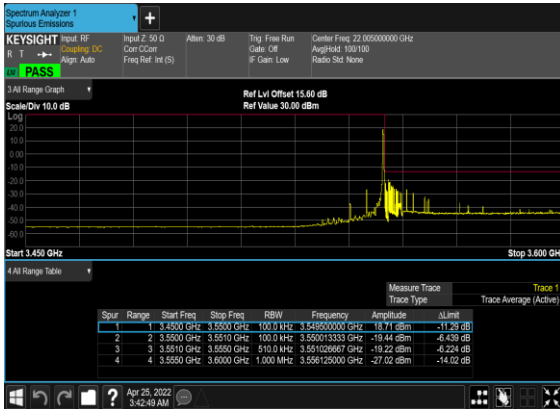 Spectrum Analyzer 1
Spurious Emissions
KEYSIGHT Input: RF Input Z: 50 Ω Atten: 30 dB Trig: Free Run Center Freq: 22.005000000 GHz
R T Coupling: DC Corr CCorr Gate: Off Avg|Hold: 100/100
Align: Auto Freq Ref: Int (S) IF Gain: Low Radio Std: None
LXI PASS
3 All Range Graph
Ref Lvl Offset 15.60 dB
Scale/Div 10.0 dB Ref Value 30.00 dBm
Log
20.0
10.0
0.00
-10.0
-20.0
-30.0
-40.0
-50.0
-60.0
Start 3.450 GHz Stop 3.600 GH
4 All Range Table
Measure Trace Trace 1
Trace Type Trace Average (Active)
Spur Range Start Freq Stop Freq RBW Frequency Amplitude ΔLimit
1 1 3.4500 GHz 3.5500 GHz 100.0 kHz 3.549500000 GHz 18.71 dBm -11.29 dB
2 2 3.5500 GHz 3.5510 GHz 100.0 kHz 3.550013333 GHz -19.44 dBm -6.439 dB
3 3 3.5510 GHz 3.5550 GHz 510.0 kHz 3.551026667 GHz -19.22 dBm -6.224 dB
4 4 3.5550 GHz 3.6000 GHz 1.000 MHz 3.556125000 GHz -27.02 dBm -14.02 dB
Apr 25, 2022
3:42:49 AM